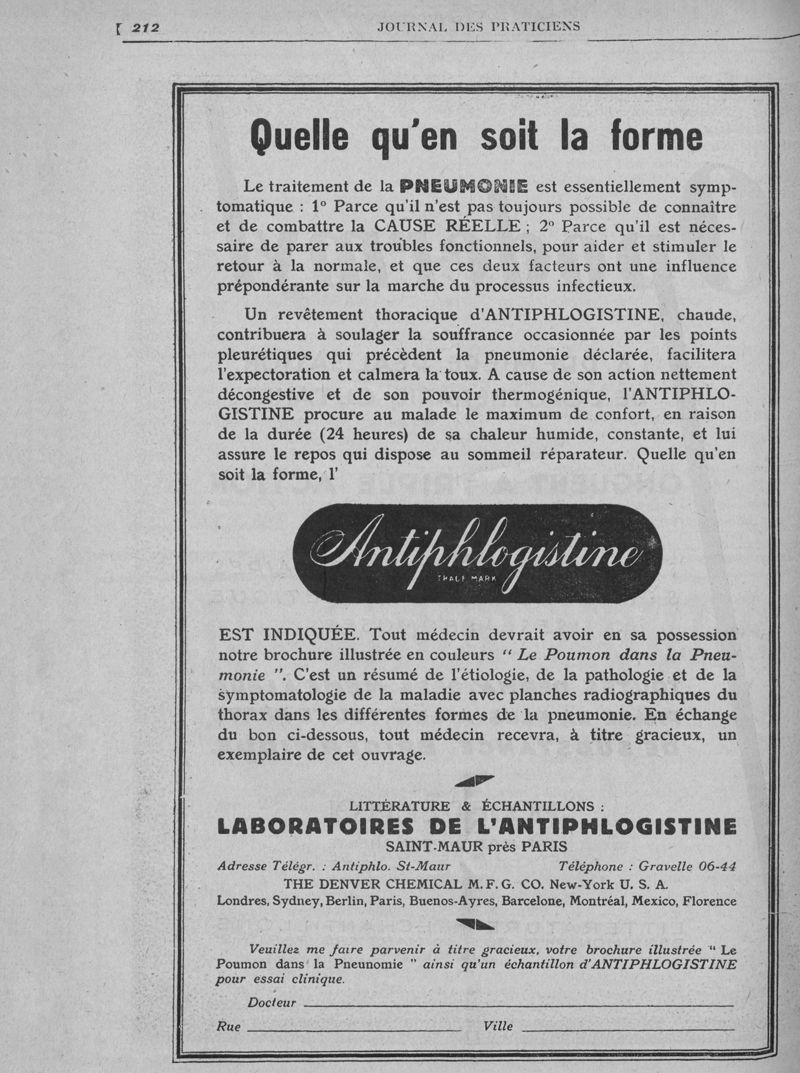 212
JOURNAL DES PRATICIENS
Quelle qu'en soit la forme
Le traitement de la PNEUMONIE est essentiellement symp-
tomatique : 1º Parce qu'il n'est pas toujours possible de connaître
et de combattre la CAUSE RÉELLE ; 2º Parce qu'il est néces-
saire de parer aux troubles fonctionnels, pour aider et stimuler le
retour à la normale, et que ces deux facteurs ont une influence
prépondérante sur la marche du processus infectieux.
Un revêtement thoracique d'ANTIPHLOGISTINE, chaude,
contribuera à soulager la souffrance occasionnée par les points
pleurétiques qui précèdent la pneumonie déclarée, facilitera
l'expectoration et calmera la toux. A cause de son action nettement
décongestive et de son pouvoir thermogénique, l'ANTIPHLO-
GISTINE procure au malade le maximum de confort, en raison
de la durée (24 heures) de sa chaleur humide, constante, et lui
assure le repos qui dispose au sommeil réparateur. Quelle qu'en
soit la forme, l'
Antiphlogistine
TRADE MARK
EST INDIQUÉE. Tout médecin devrait avoir en sa possession
notre brochure illustrée en couleurs " Le Poumon dans la Pneu-
monie ". C'est un résumé de l'étiologie, de la pathologie et de la
symptomatologie de la maladie avec planches radiographiques du
thorax dans les différentes formes de la pneumonie. En échange
du bon ci-dessous, tout médecin recevra, à titre gracieux, un
exemplaire de cet ouvrage.
LITTÉRATURE & ÉCHANTILLONS :
LABORATOIRES DE L'ANTIPHLOGISTINE
SAINT-MAUR près PARIS
Adresse Télégr. : Antiphlo. St-Maur Téléphone : Gravelle 06-44
THE DENVER CHEMICAL M. F. G. CO. New-York U. S. A.
Londres, Sydney, Berlin, Paris, Buenos-Ayres, Barcelone, Montréal, Mexico, Florence
Veuillez me faire parvenir à titre gracieux, votre brochure illustrée " Le
Poumon dans la Pneunomie " ainsi qu'un échantillon d'ANTIPHLOGISTINE
pour essai clinique.
Docteur
Rue Ville